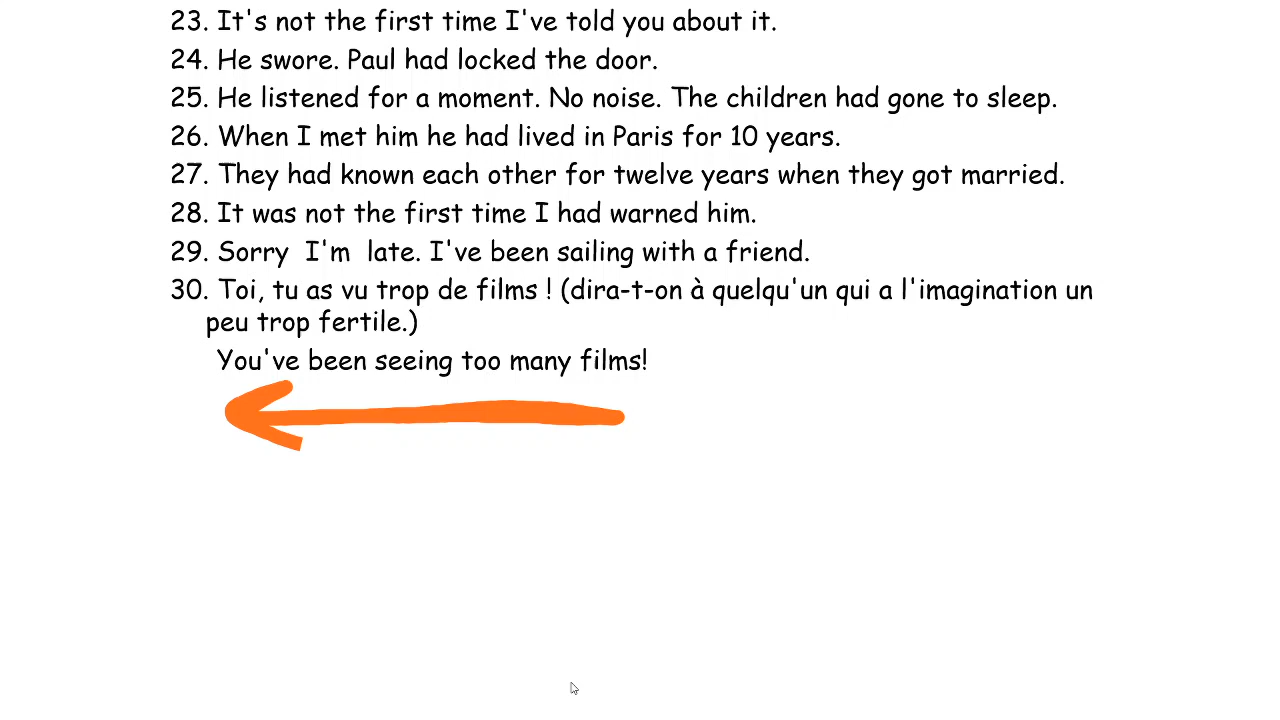 23. It's not the first time I've told you about it.
24. He swore. Paul had locked the door.
25. He listened for a moment. No noise. The children had gone to sleep.
26. When I met him he had lived in Paris for 10 years.
27. They had known each other for twelve years when they got married.
28. It was not the first time I had warned him.
29. Sorry I'm late. I've been sailing with a friend.
30. Toi, tu as vu trop de films ! (dira-t-on à quelqu'un qui a l'imagination un
peu trop fertile.)
You've been seeing too many films!